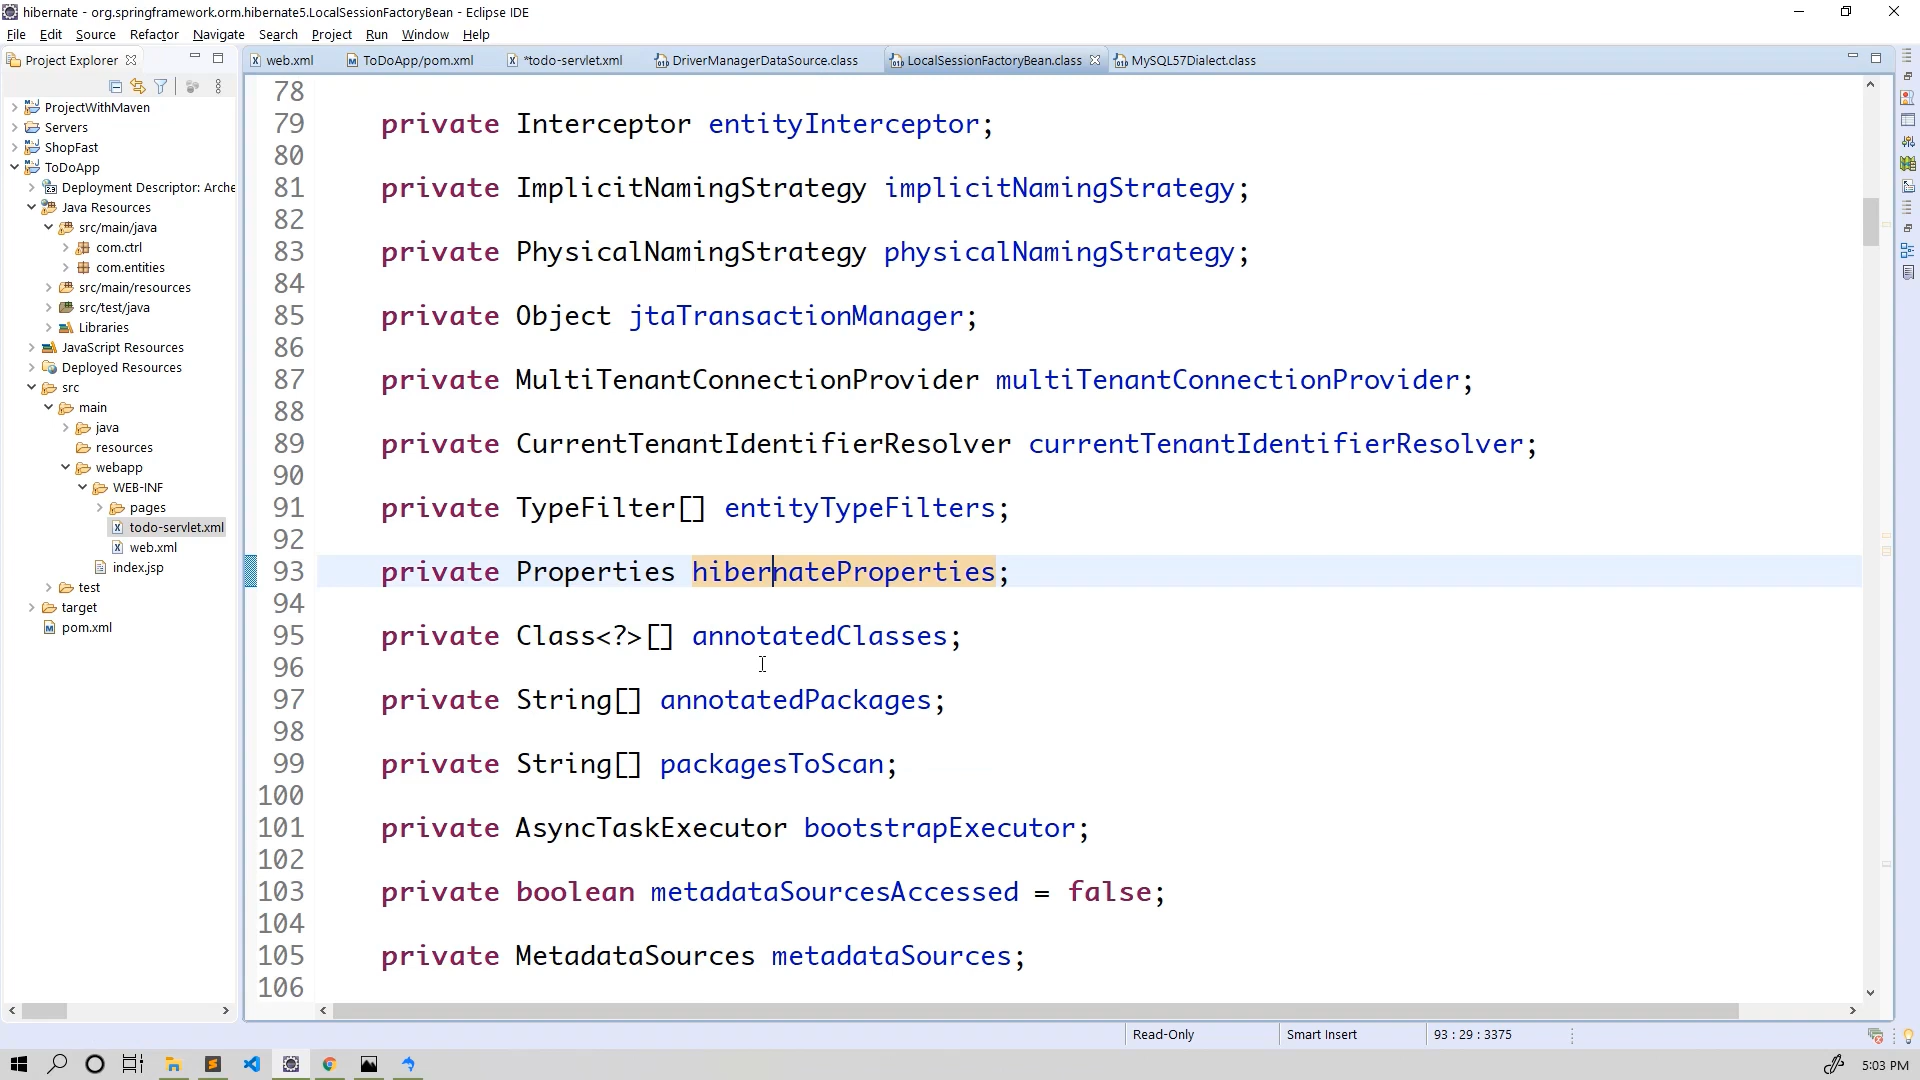 hibernate - org.springframework.orm.hibernate5.LocalSessionFactoryBean - Eclipse IDE
File Edit Source Refactor Navigate Search Project Run Window Help
Project Explorer
web.xml ToDoApp/pom.xml *todo-servlet.xml DriverManagerDataSource.class LocalSessionFactoryBean.class MySQL57Dialect.class
ProjectWithMaven
Servers
ShopFast
ToDoApp
Deployment Descriptor: Arche
Java Resources
src/main/java
com.ctrl
com.entities
src/main/resources
src/test/java
Libraries
JavaScript Resources
Deployed Resources
src
main
java
resources
webapp
WEB-INF
pages
todo-servlet.xml
web.xml
index.jsp
test
target
pom.xml
78
79 private Interceptor entityInterceptor;
80
81 private ImplicitNamingStrategy implicitNamingStrategy;
82
83 private PhysicalNamingStrategy physicalNamingStrategy;
84
85 private Object jtaTransactionManager;
86
87 private MultiTenantConnectionProvider multiTenantConnectionProvider;
88
89 private CurrentTenantIdentifierResolver currentTenantIdentifierResolver;
90
91 private TypeFilter[] entityTypeFilters;
92
93 private Properties hibernateProperties;
94
95 private Class<?>[] annotatedClasses;
96
97 private String[] annotatedPackages;
98
99 private String[] packagesToScan;
100
101 private AsyncTaskExecutor bootstrapExecutor;
102
103 private boolean metadataSourcesAccessed = false;
104
105 private MetadataSources metadataSources;
106
Read-Only Smart Insert 93 : 29 : 3375
5:03 PM